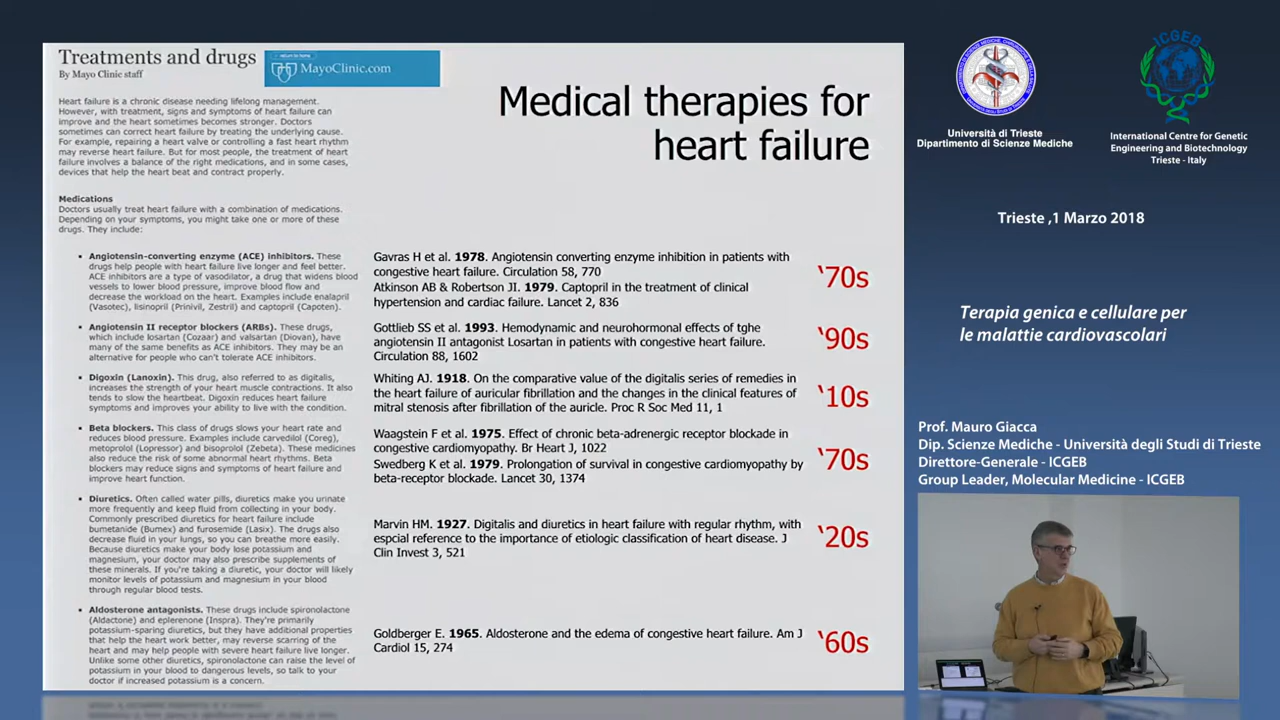 Treatments and drugs
By Mayo Clinic staff
MayoClinic.com
Heart failure is a chronic disease needing lifelong management.
However, with treatment, signs and symptoms of heart failure can
improve and the heart sometimes becomes stronger. Doctors
sometimes can correct heart failure by treating the underlying cause.
For example, repairing a heart valve or controlling a fast heart rhythm
may reverse heart failure. But for most people, the treatment of heart
failure involves a balance of the right medications, and in some cases,
devices that help the heart beat and contract properly.
Medications
Doctors usually treat heart failure with a combination of medications.
Depending on your symptoms, you might take one or more of these
drugs. They include:
• Angiotensin-converting enzyme (ACE) inhibitors. These
drugs help people with heart failure live longer and feel better.
ACE inhibitors are a type of vasodilator, a drug that widens blood
vessels to lower blood pressure, improve blood flow and
decrease the workload on the heart. Examples include enalapril
(Vasotec), lisinopril (Prinivil, Zestril) and captopril (Capoten).
• Angiotensin II receptor blockers (ARBs). These drugs,
which include losartan (Cozaar) and valsartan (Diovan), have
many of the same benefits as ACE inhibitors. They may be an
alternative for people who can't tolerate ACE inhibitors.
• Digoxin (Lanoxin). This drug, also referred to as digitalis,
increases the strength of your heart muscle contractions. It also
tends to slow the heartbeat. Digoxin reduces heart failure
symptoms and improves your ability to live with the condition.
• Beta blockers. This class of drugs slows your heart rate and
reduces blood pressure. Examples include carvedilol (Coreg),
metoprolol (Lopressor) and bisoprolol (Zebeta). These medicines
also reduce the risk of some abnormal heart rhythms. Beta
blockers may reduce signs and symptoms of heart failure and
improve heart function.
• Diuretics. Often called water pills, diuretics make you urinate
more frequently and keep fluid from collecting in your body.
Commonly prescribed diuretics for heart failure include
bumetanide (Bumex) and furosemide (Lasix). The drugs also
decrease fluid in your lungs, so you can breathe more easily.
Because diuretics make your body lose potassium and
magnesium, your doctor may also prescribe supplements of
these minerals. If you're taking a diuretic, your doctor will likely
monitor levels of potassium and magnesium in your blood
through regular blood tests.
• Aldosterone antagonists. These drugs include spironolactone
(Aldactone) and eplerenone (Inspra). They're primarily
potassium-sparing diuretics, but they have additional properties
that help the heart work better, may reverse scarring of the
heart and may help people with severe heart failure live longer.
Unlike some other diuretics, spironolactone can raise the level of
potassium in your blood to dangerous levels, so talk to your
doctor if increased potassium is a concern.
Medical therapies for
heart failure
Gavras H et al. 1978. Angiotensin converting enzyme inhibition in patients with
congestive heart failure. Circulation 58, 770
Atkinson AB & Robertson JI. 1979. Captopril in the treatment of clinical
hypertension and cardiac failure. Lancet 2, 836
‘70s
Gottlieb SS et al. 1993. Hemodynamic and neurohormonal effects of tghe
angiotensin II antagonist Losartan in patients with congestive heart failure.
Circulation 88, 1602
‘90s
Whiting AJ. 1918. On the comparative value of the digitalis series of remedies in
the heart failure of auricular fibrillation and the changes in the clinical features of
mitral stenosis after fibrillation of the auricle. Proc R Soc Med 11, 1
‘10s
Waagstein F et al. 1975. Effect of chronic beta-adrenergic receptor blockade in
congestive cardiomyopathy. Br Heart J, 1022
Swedberg K et al. 1979. Prolongation of survival in congestive cardiomyopathy by
beta-receptor blockade. Lancet 30, 1374
‘70s
Marvin HM. 1927. Digitalis and diuretics in heart failure with regular rhythm, with
espcial reference to the importance of etiologic classification of heart disease. J
Clin Invest 3, 521
‘20s
Goldberger E. 1965. Aldosterone and the edema of congestive heart failure. Am J
Cardiol 15, 274
‘60s
ICGEB
Università di Trieste
Dipartimento di Scienze Mediche
International Centre for Genetic
Engineering and Biotechnology
Trieste - Italy
Trieste ,1 Marzo 2018
Terapia genica e cellulare per
le malattie cardiovascolari
Prof. Mauro Giacca
Dip. Scienze Mediche - Università degli Studi di Trieste
Direttore-Generale - ICGEB
Group Leader, Molecular Medicine - ICGEB